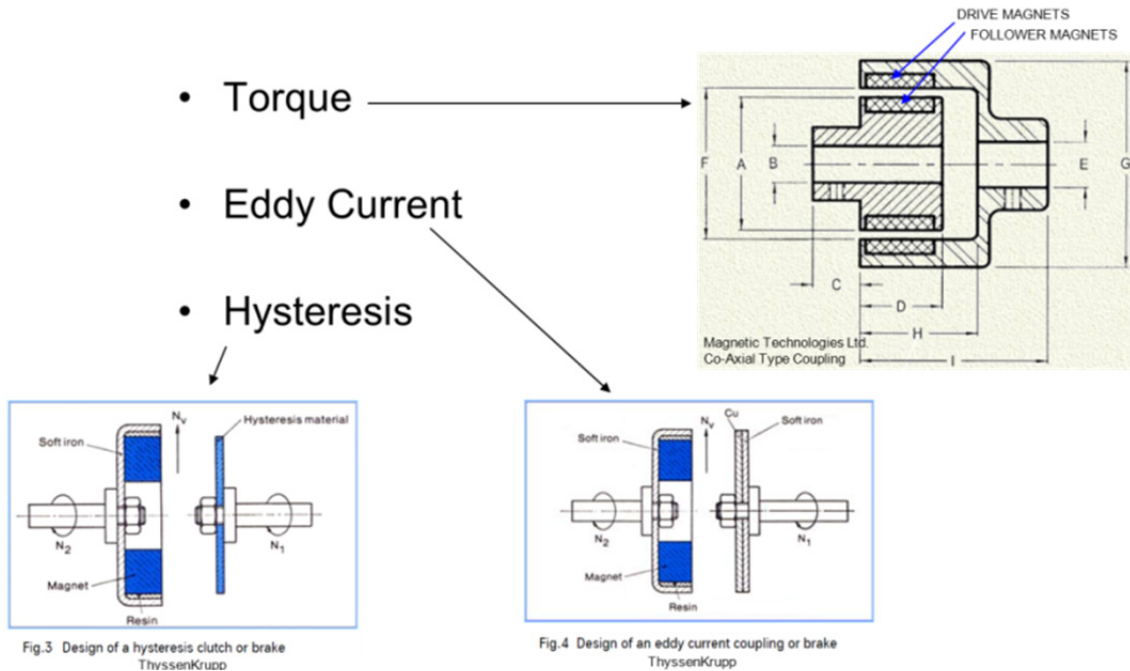 DRIVE MAGNETS
FOLLOWER MAGNETS
• Torque
• Eddy Current
• Hysteresis
F
A
B
E
G
C
D
H
I
Magnetic Technologies Ltd.
Co-Axial Type Coupling
Nv
Hysteresis material
Soft iron
N2
N1
Magnet
Resin
Fig.3 Design of a hysteresis clutch or brake
ThyssenKrupp
Cu
Nv
Soft iron
Soft iron
N2
N1
Magnet
Resin
Fig.4 Design of an eddy current coupling or brake
ThyssenKrupp